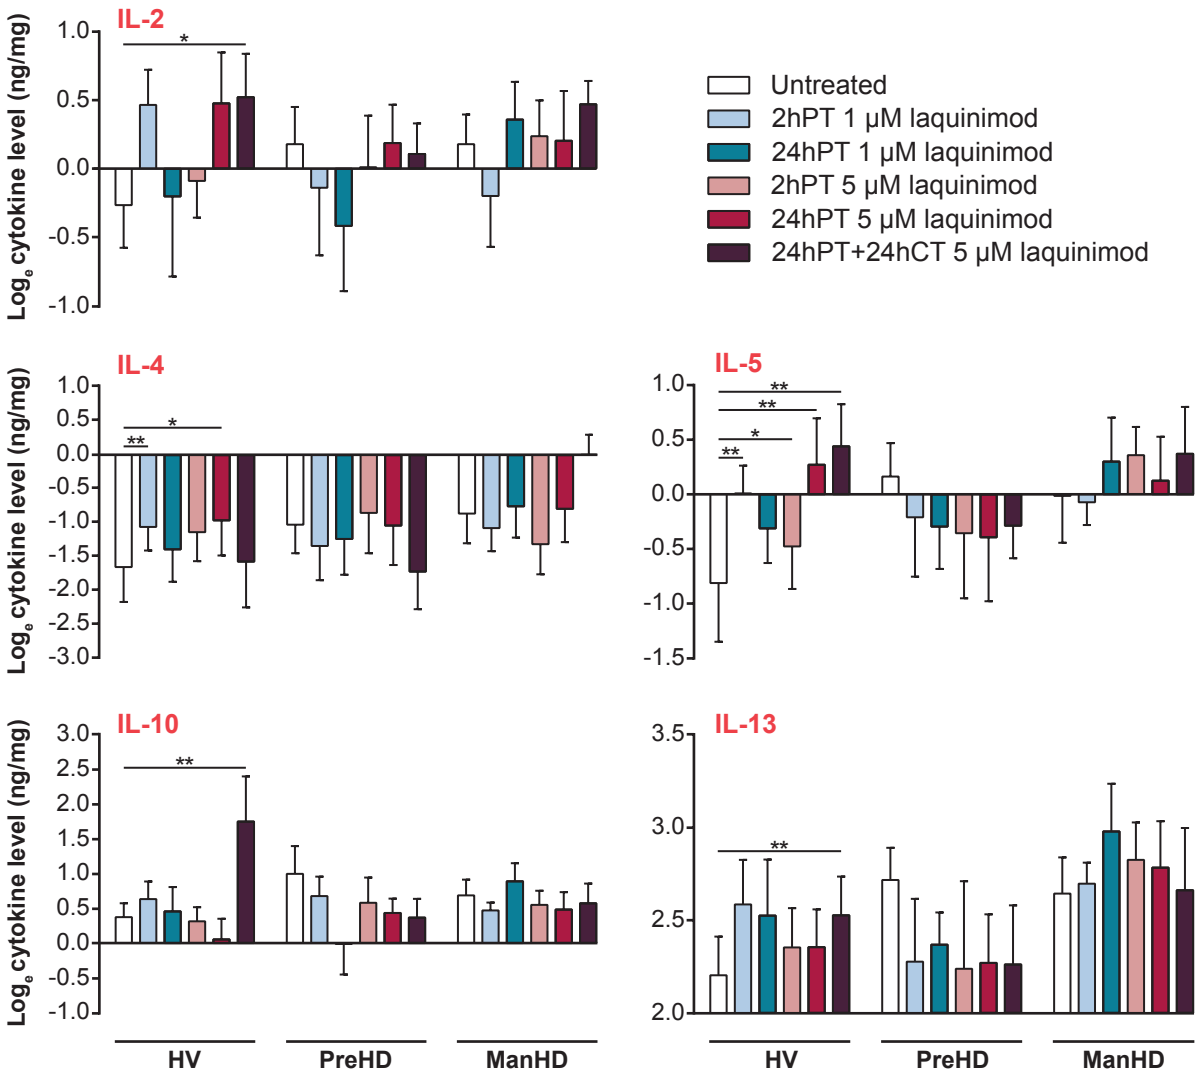 IL-2
*
1.0
0.5
0.0
-0.5
-1.0
Logₑ cytokine level (ng/mg)
Untreated
2hPT 1 µM laquinimod
24hPT 1 µM laquinimod
2hPT 5 µM laquinimod
24hPT 5 µM laquinimod
24hPT+24hCT 5 µM laquinimod
IL-4
*
**
1.0
0.5
0.0
-0.5
-1.0
-1.5
-2.0
-2.5
-3.0
Logₑ cytokine level (ng/mg)
IL-5
**
**
*
**
1.0
0.5
0.0
-0.5
-1.0
-1.5
IL-10
**
3.0
2.5
2.0
1.5
1.0
0.5
0.0
-0.5
-1.0
Logₑ cytokine level (ng/mg)
HV PreHD ManHD
IL-13
**
3.5
3.0
2.5
2.0
HV PreHD ManHD